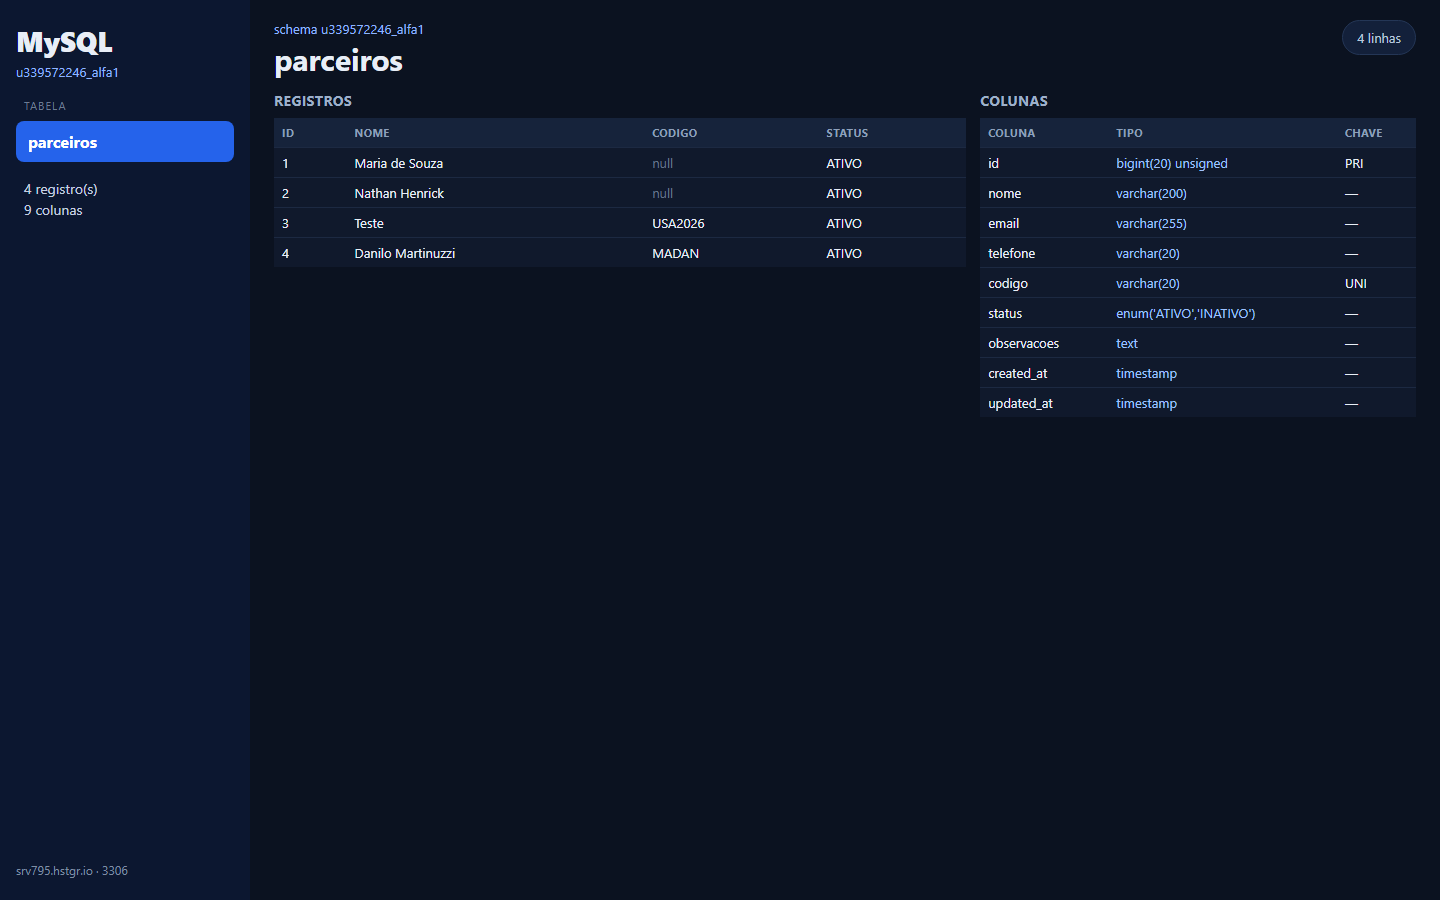 MySQL
u339572246_alfa1
TABELA
parceiros
4 registro(s)
9 colunas
srv795.hstgr.io · 3306
schema u339572246_alfa1
parceiros
4 linhas
REGISTROS
ID NOME CODIGO STATUS
1 Maria de Souza null ATIVO
2 Nathan Henrick null ATIVO
3 Teste USA2026 ATIVO
4 Danilo Martinuzzi MADAN ATIVO
COLUNAS
COLUNA TIPO CHAVE
id bigint(20) unsigned PRI
nome varchar(200) —
email varchar(255) —
telefone varchar(20) —
codigo varchar(20) UNI
status enum('ATIVO','INATIVO') —
observacoes text —
created_at timestamp —
updated_at timestamp —